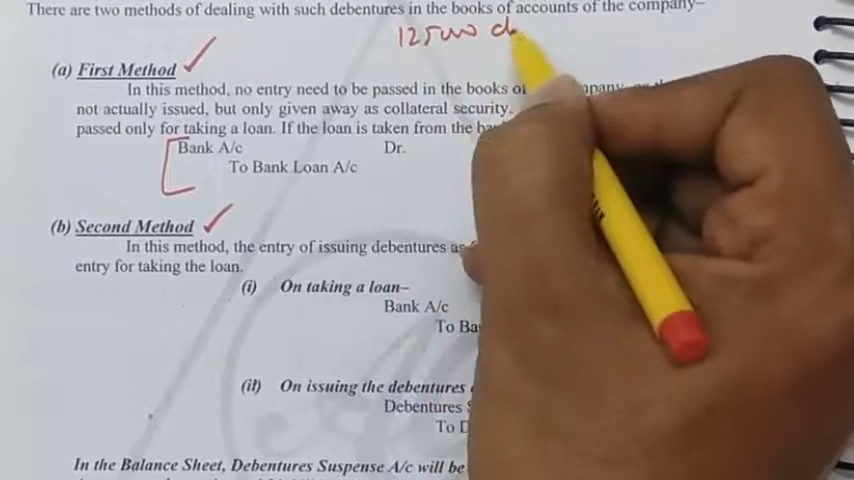 There are two methods of dealing with such debentures in the books of accounts of the company–
(a) First Method
In this method, no entry need to be passed in the books
not actually issued, but only given away as collateral security.
passed only for taking a loan. If the loan is taken from the
Bank A/c Dr.
To Bank Loan A/c
(b) Second Method
In this method, the entry of issuing debentures
entry for taking the loan.
(i) On taking a loan–
Bank A/c
To
(ii) On issuing the debentures
Debentures
To
In the Balance Sheet, Debentures Suspense A/c will be